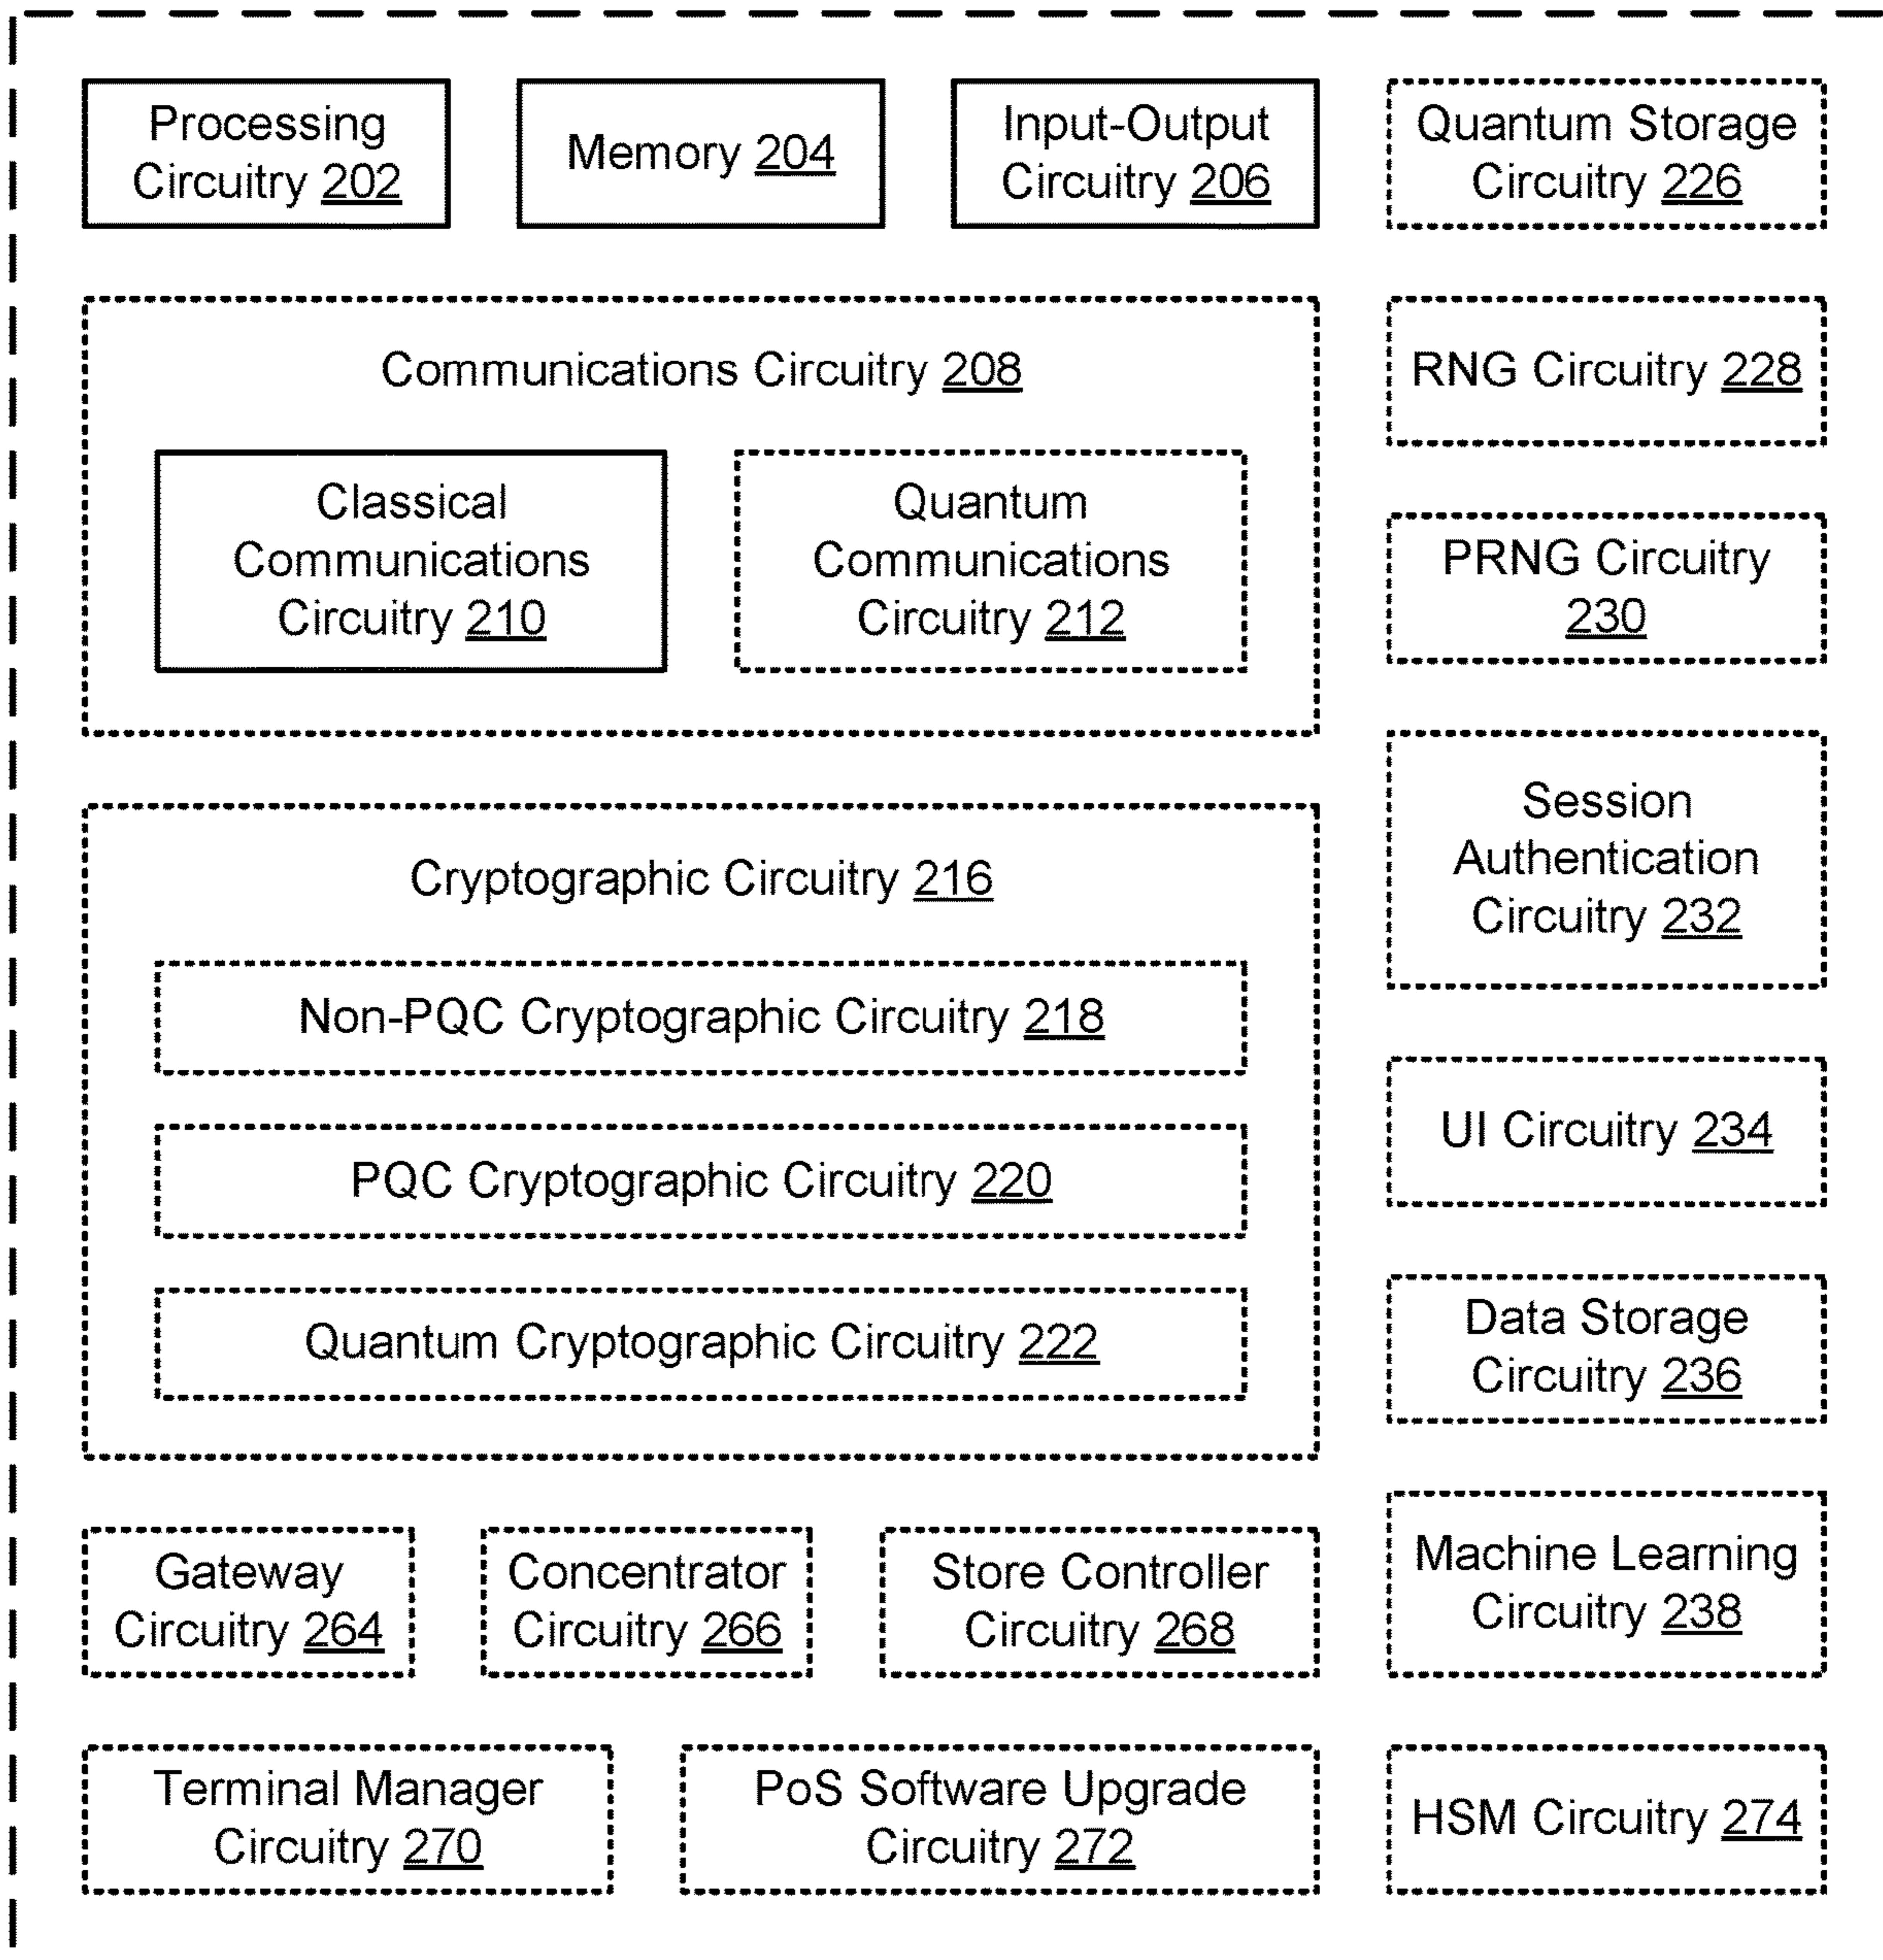 Processing
Circuitry 202
Memory 204
Input-Output
Circuitry 206
Quantum Storage
Circuitry 226
Communications Circuitry 208
Classical
Communications
Circuitry 210
Quantum
Communications
Circuitry 212
RNG Circuitry 228
PRNG Circuitry
230
Session
Authentication
Circuitry 232
Cryptographic Circuitry 216
Non-PQC Cryptographic Circuitry 218
PQC Cryptographic Circuitry 220
Quantum Cryptographic Circuitry 222
UI Circuitry 234
Data Storage
Circuitry 236
Machine Learning
Circuitry 238
Gateway
Circuitry 264
Concentrator
Circuitry 266
Store Controller
Circuitry 268
Terminal Manager
Circuitry 270
PoS Software Upgrade
Circuitry 272
HSM Circuitry 274